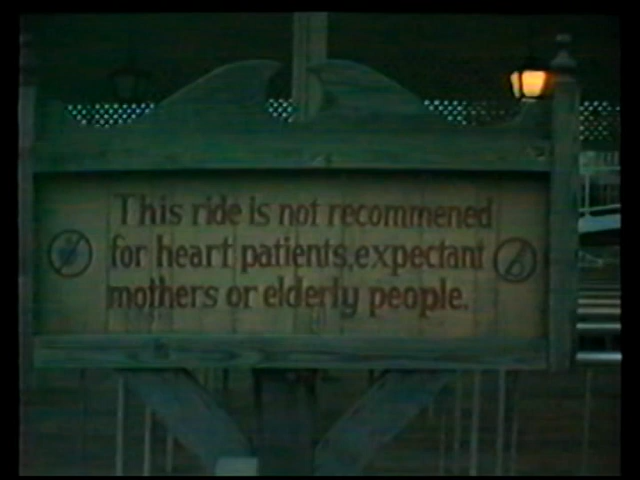 This ride is not recommened
for heart patients,expectant
mothers or elderly people.